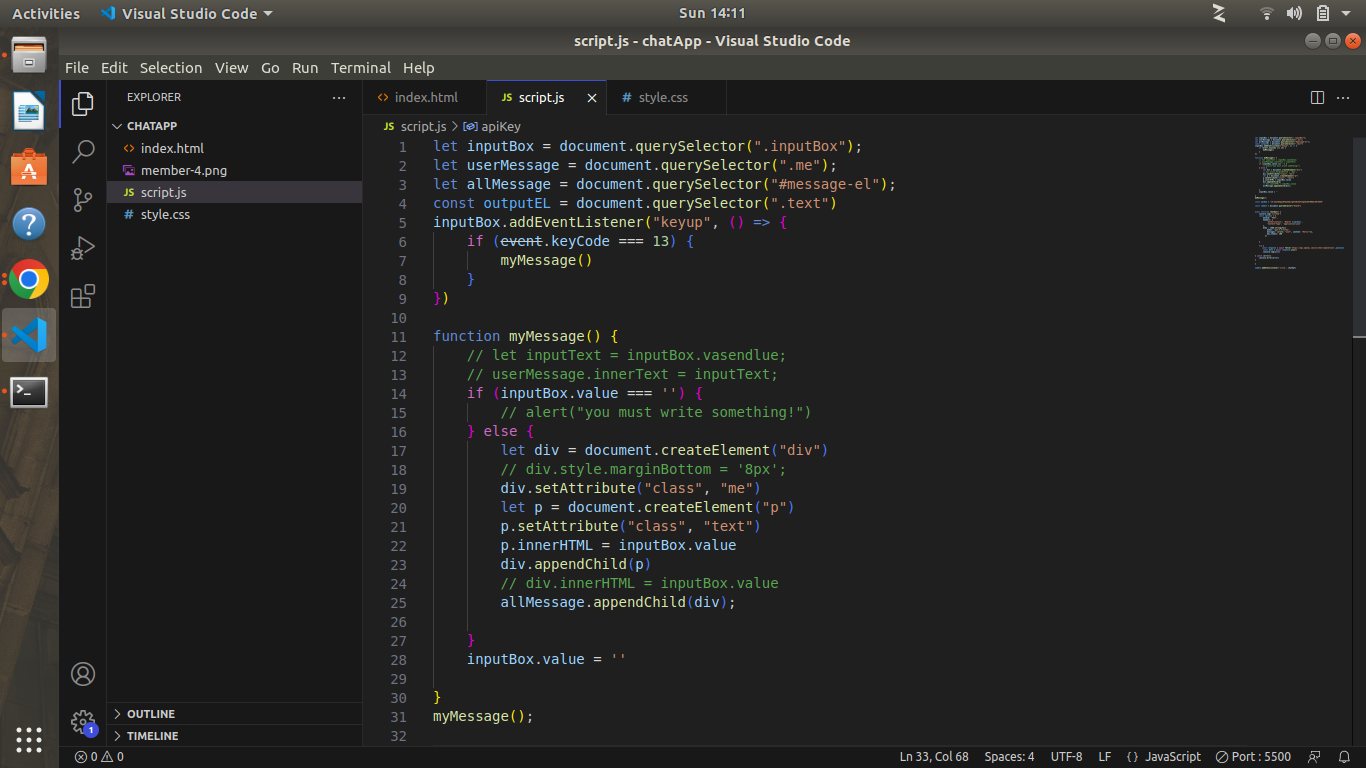 Activities
Visual Studio Code
Sun 14:11
script.js - chatApp - Visual Studio Code
File Edit Selection View Go Run Terminal Help
EXPLORER
CHATAPP
index.html
member-4.png
script.js
style.css
OUTLINE
TIMELINE
index.html
JS script.js
# style.css
JS script.js > apiKey
1 let inputBox = document.querySelector(".inputBox");
2 let userMessage = document.querySelector(".me");
3 let allMessage = document.querySelector("#message-el");
4 const outputEL = document.querySelector(".text")
5 inputBox.addEventListener("keyup", () => {
6 if (event.keyCode === 13) {
7 myMessage()
8 }
9 })
10
11 function myMessage() {
12 // let inputText = inputBox.vasendlue;
13 // userMessage.innerText = inputText;
14 if (inputBox.value === '') {
15 // alert("you must write something!")
16 } else {
17 let div = document.createElement("div")
18 // div.style.marginBottom = '8px';
19 div.setAttribute("class", "me")
20 let p = document.createElement("p")
21 p.setAttribute("class", "text")
22 p.innerHTML = inputBox.value
23 div.appendChild(p)
24 // div.innerHTML = inputBox.value
25 allMessage.appendChild(div);
26
27 }
28 inputBox.value = ''
29
30 }
31 myMessage();
32
0 0
Ln 33, Col 68 Spaces: 4 UTF-8 LF {} JavaScript Port : 5500
1